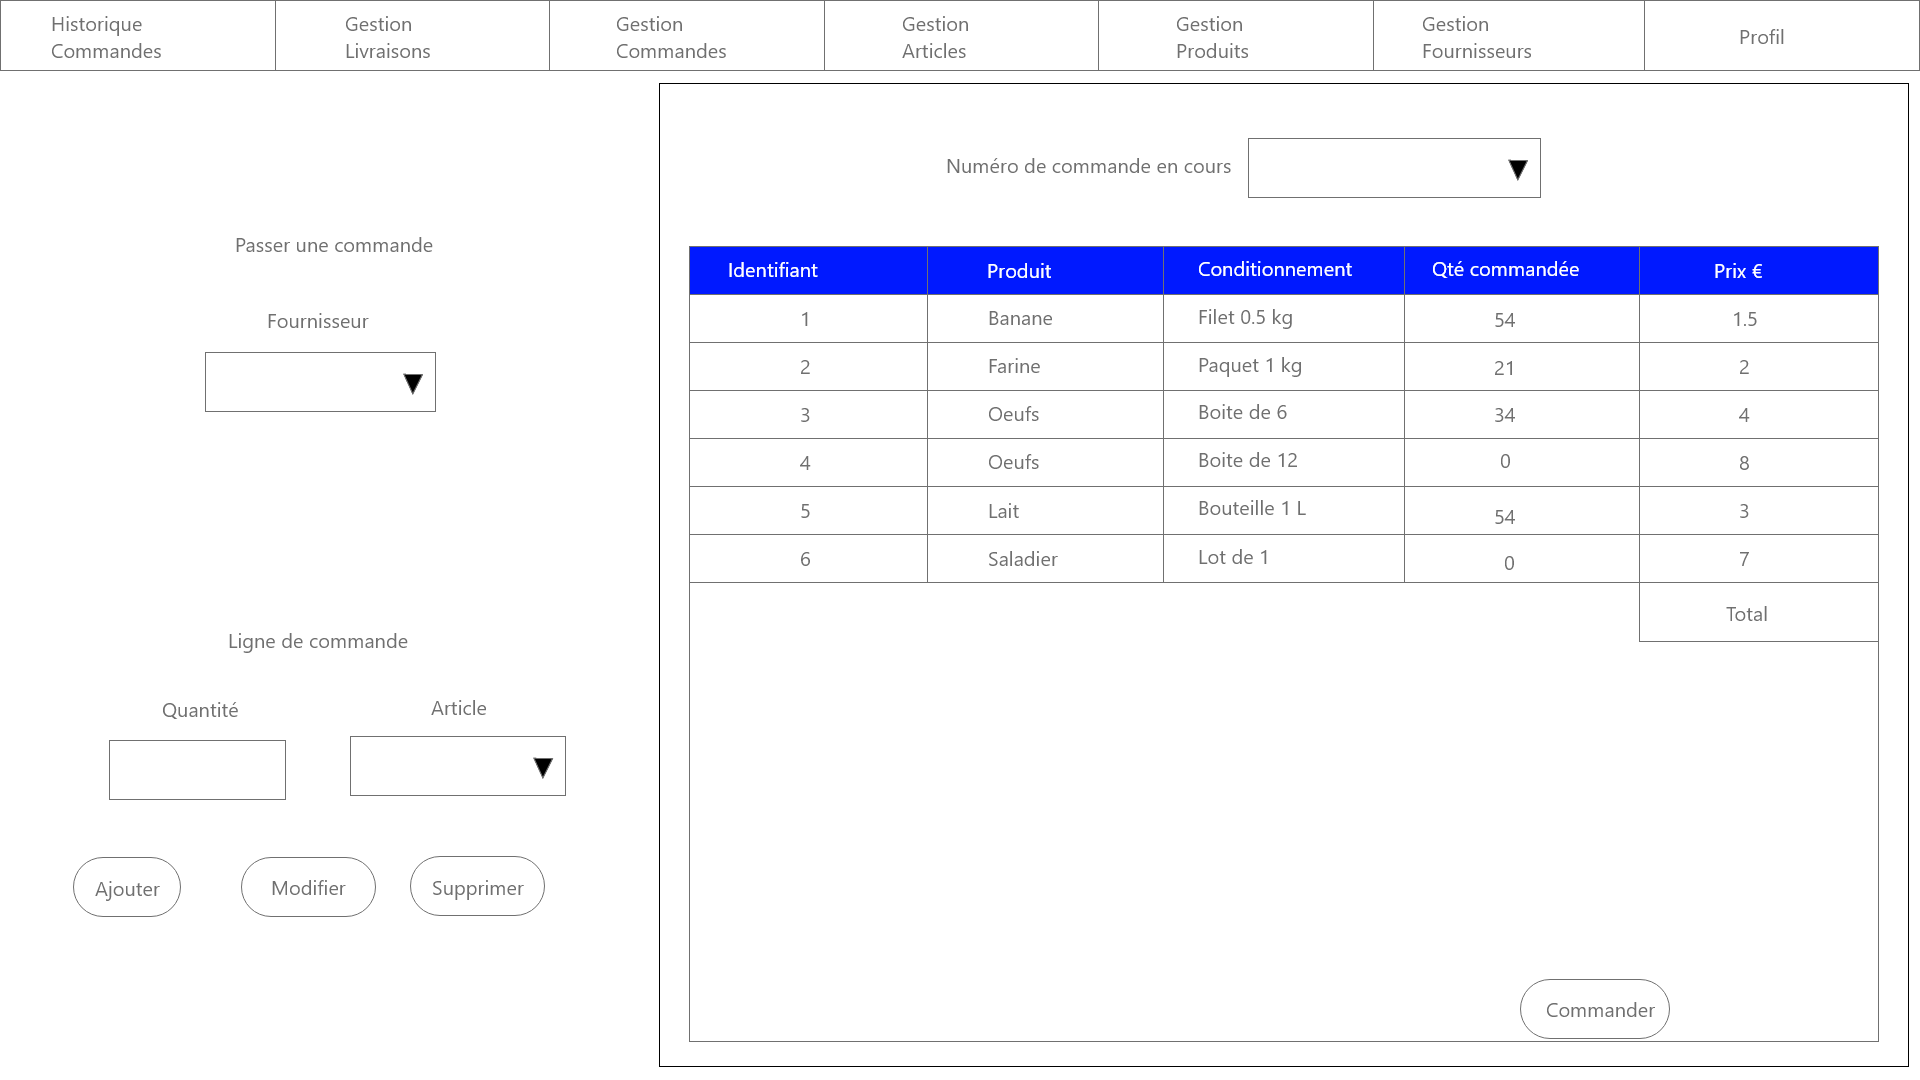 Historique
Commandes
Gestion
Livraisons
Gestion
Commandes
Gestion
Articles
Gestion
Produits
Gestion
Fournisseurs
Profil
Numéro de commande en cours
Passer une commande
Fournisseur
Ligne de commande
Quantité Article
Ajouter Modifier Supprimer
Identifiant Produit Conditionnement Qté commandée Prix €
1 Banane Filet 0.5 kg 54 1.5
2 Farine Paquet 1 kg 21 2
3 Oeufs Boite de 6 34 4
4 Oeufs Boite de 12 0 8
5 Lait Bouteille 1 L 54 3
6 Saladier Lot de 1 0 7
Total
Commander